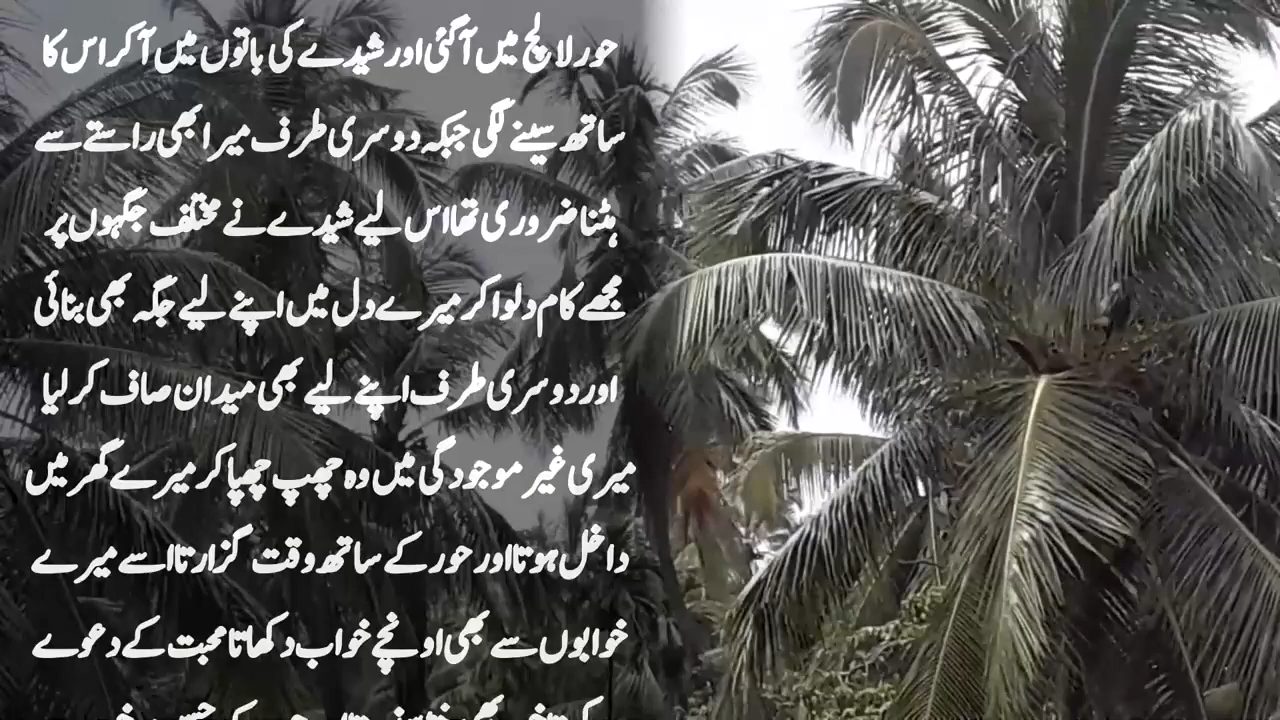 حور لالچ میں آ گئی اور شیدے کی باتوں میں آ کر اس کا
ساتھ سینے لگی جبکہ دوسری طرف میرا بھی راستے سے
ہٹنا ضروری تھا اس لیے شیدے نے مختلف جگہوں پر
مجھے کام دلوا کر میرے دل میں اپنے لیے جگہ بھی بنائی
اور دوسری طرف اپنے لیے بھی میدان صاف کر لیا
میری غیر موجودگی میں وہ چھپ چھپا کر میرے گھر میں
داخل ہوتا اور حور کے ساتھ وقت گزارتا اسے میرے
خوابوں سے بھی اونچے خواب دکھاتا محبت کے دعوے